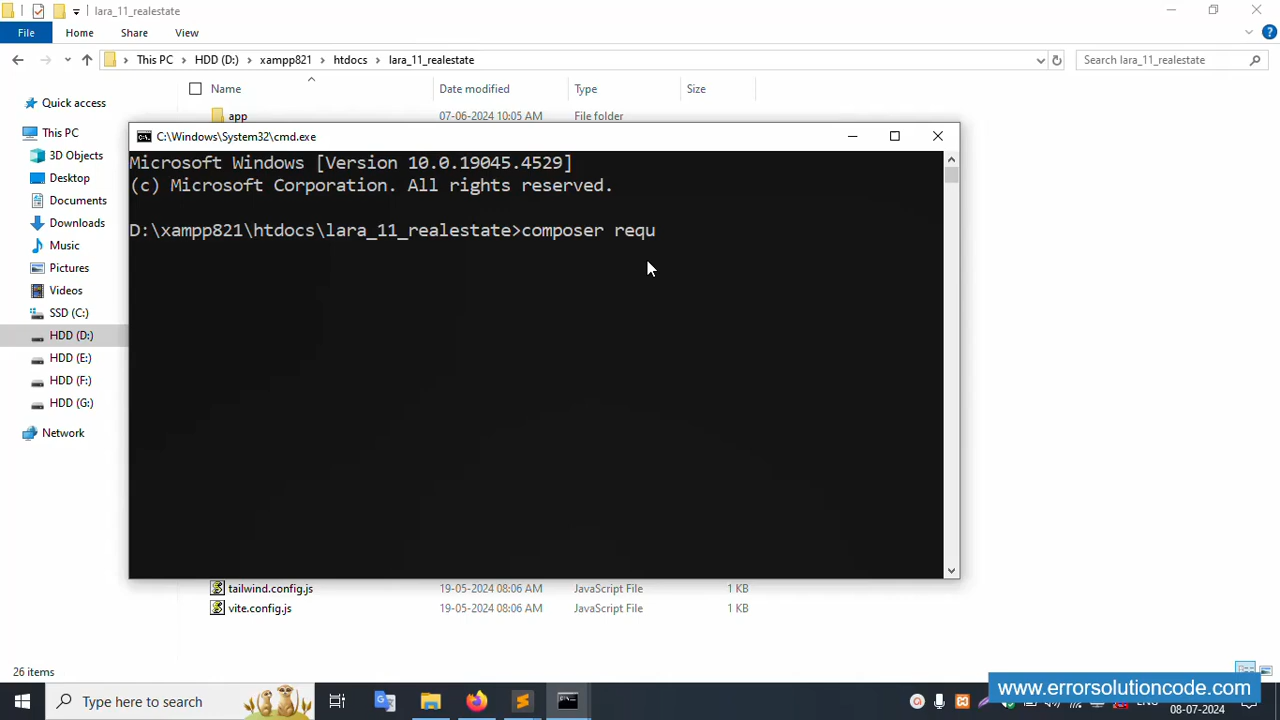 lara_11_realestate
File Home Share View
This PC HDD (D:) xampp821 htdocs lara_11_realestate
Search lara_11_realestate
Name Date modified Type Size
Quick access
This PC
3D Objects
Desktop
Documents
Downloads
Music
Pictures
Videos
SSD (C:)
HDD (D:)
HDD (E:)
HDD (F:)
HDD (G:)
Network
app 07-06-2024 10:05 AM File folder
C:\Windows\System32\cmd.exe
Microsoft Windows [Version 10.0.19045.4529]
(c) Microsoft Corporation. All rights reserved.
D:\xampp821\htdocs\lara_11_realestate>composer requ
tailwind.config.js 19-05-2024 08:06 AM JavaScript File 1 KB
vite.config.js 19-05-2024 08:06 AM JavaScript File 1 KB
26 items
Type here to search
www.errorsolutioncode.com
08-07-2024